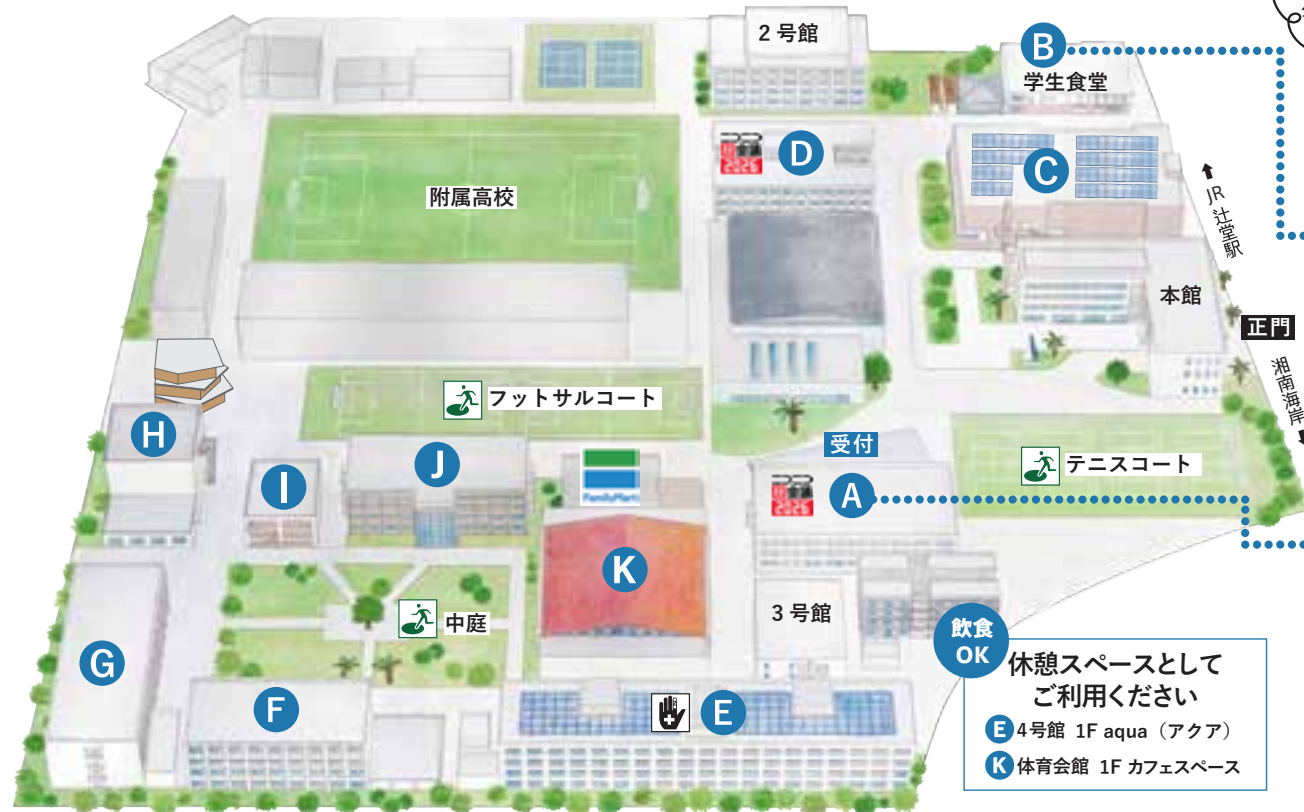 2号館
B
学生食堂
D
2026
C
附属高校
JR 辻堂駅
本館
正門
湘南海岸
フットサルコート
H
J
I
FamilyMart
受付
A
2026
テニスコート
K
中庭
3号館
G
F
E
飲食
OK
休憩スペースとして
ご利用ください
E 4号館 1F aqua（アクア）
K 体育会館 1F カフェスペース